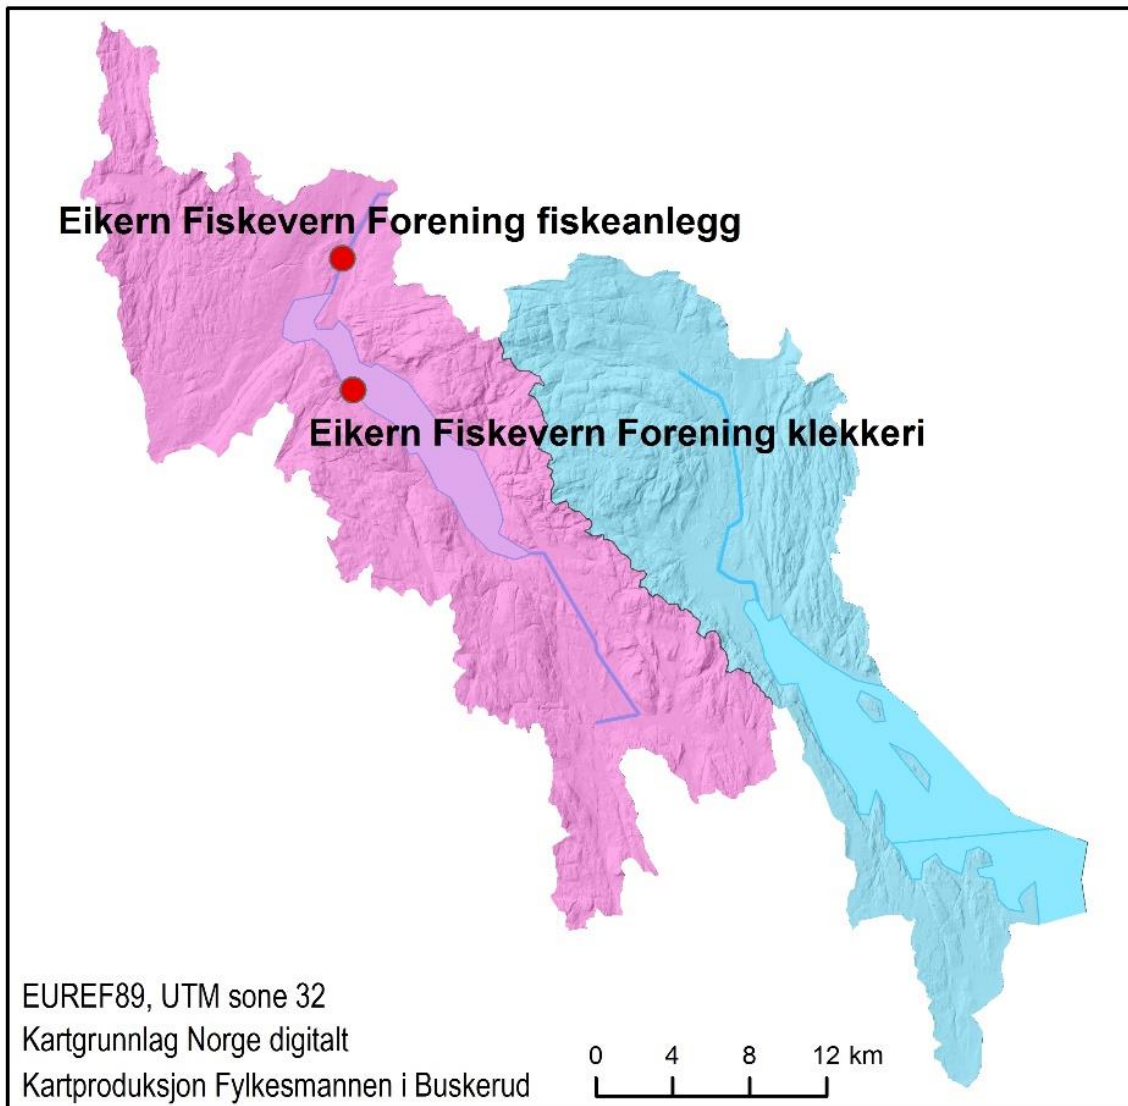 Eikern Fiskevern Forening fiskeanlegg
Eikern Fiskevern Forening klekkeri
EUREF89, UTM sone 32
Kartgrunnlag Norge digitalt
Kartproduksjon Fylkesmannen i Buskerud
0 4 8 12 km